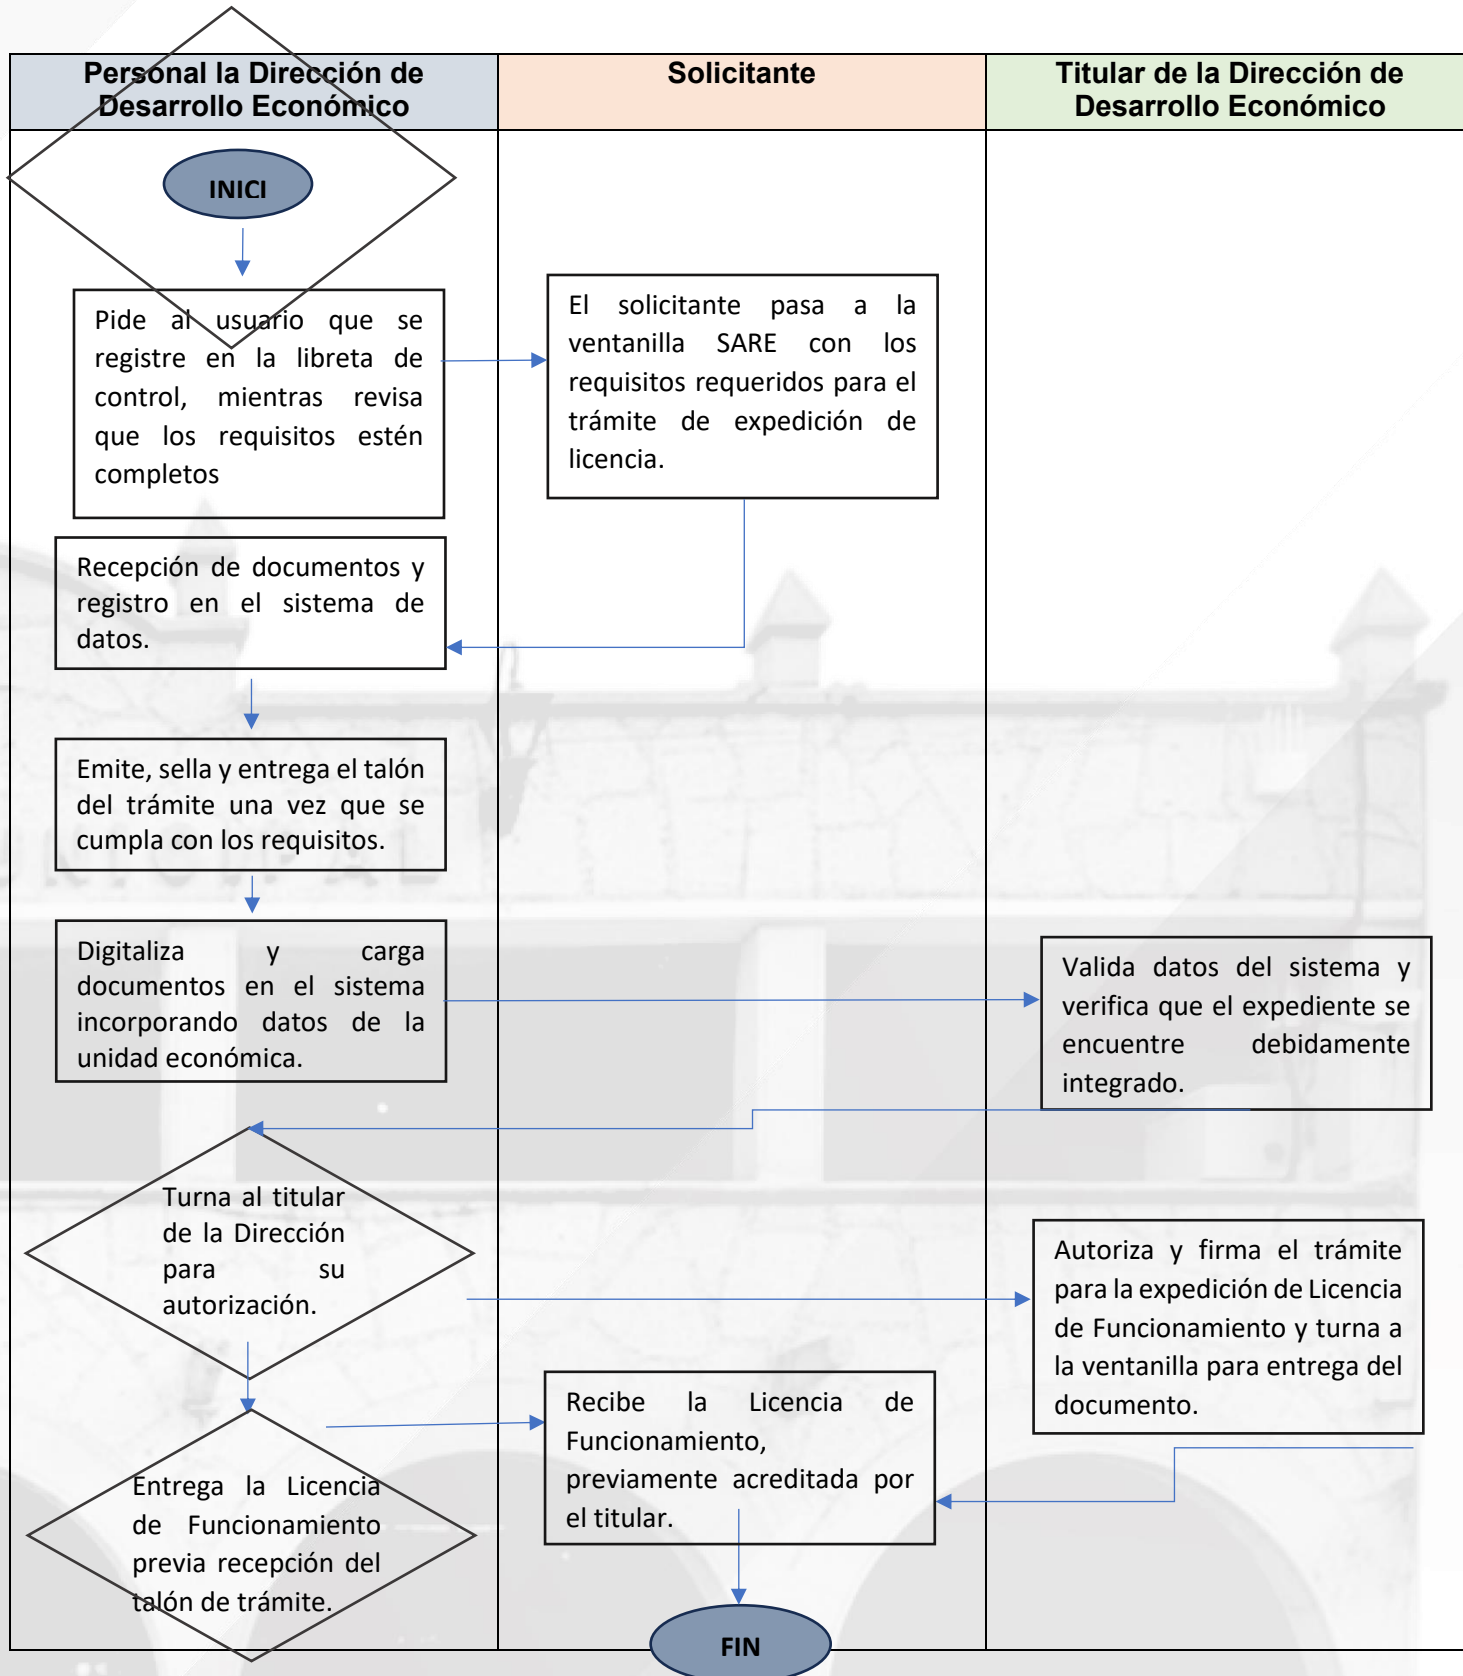 Personal la Dirección de
Desarrollo Económico
Solicitante
Titular de la Dirección de
Desarrollo Económico
INICI
Pide al usuario que se
registre en la libreta de
control, mientras revisa
que los requisitos estén
completos
El solicitante pasa a la
ventanilla SARE con los
requisitos requeridos para el
trámite de expedición de
licencia.
Recepción de documentos y
registro en el sistema de
datos.
Emite, sella y entrega el talón
del trámite una vez que se
cumpla con los requisitos.
UNICIPAL
Digitaliza y carga
documentos en el sistema
incorporando datos de la
unidad económica.
Valida datos del sistema y
verifica que el expediente se
encuentre debidamente
integrado.
Turna al titular
de la Dirección
para su
autorización.
Autoriza y firma el trámite
para la expedición de Licencia
de Funcionamiento y turna a
la ventanilla para entrega del
documento.
Recibe la Licencia de
Funcionamiento,
previamente acreditada por
el titular.
Entrega la Licencia
de Funcionamiento
previa recepción del
talón de trámite.
FIN